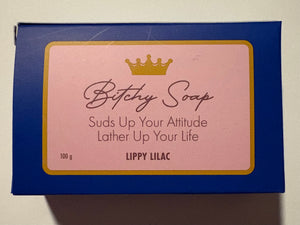 Bitchy Soap
Suds Up Your Attitude
Lather Up Your Life
100 g
LIPPY LILAC